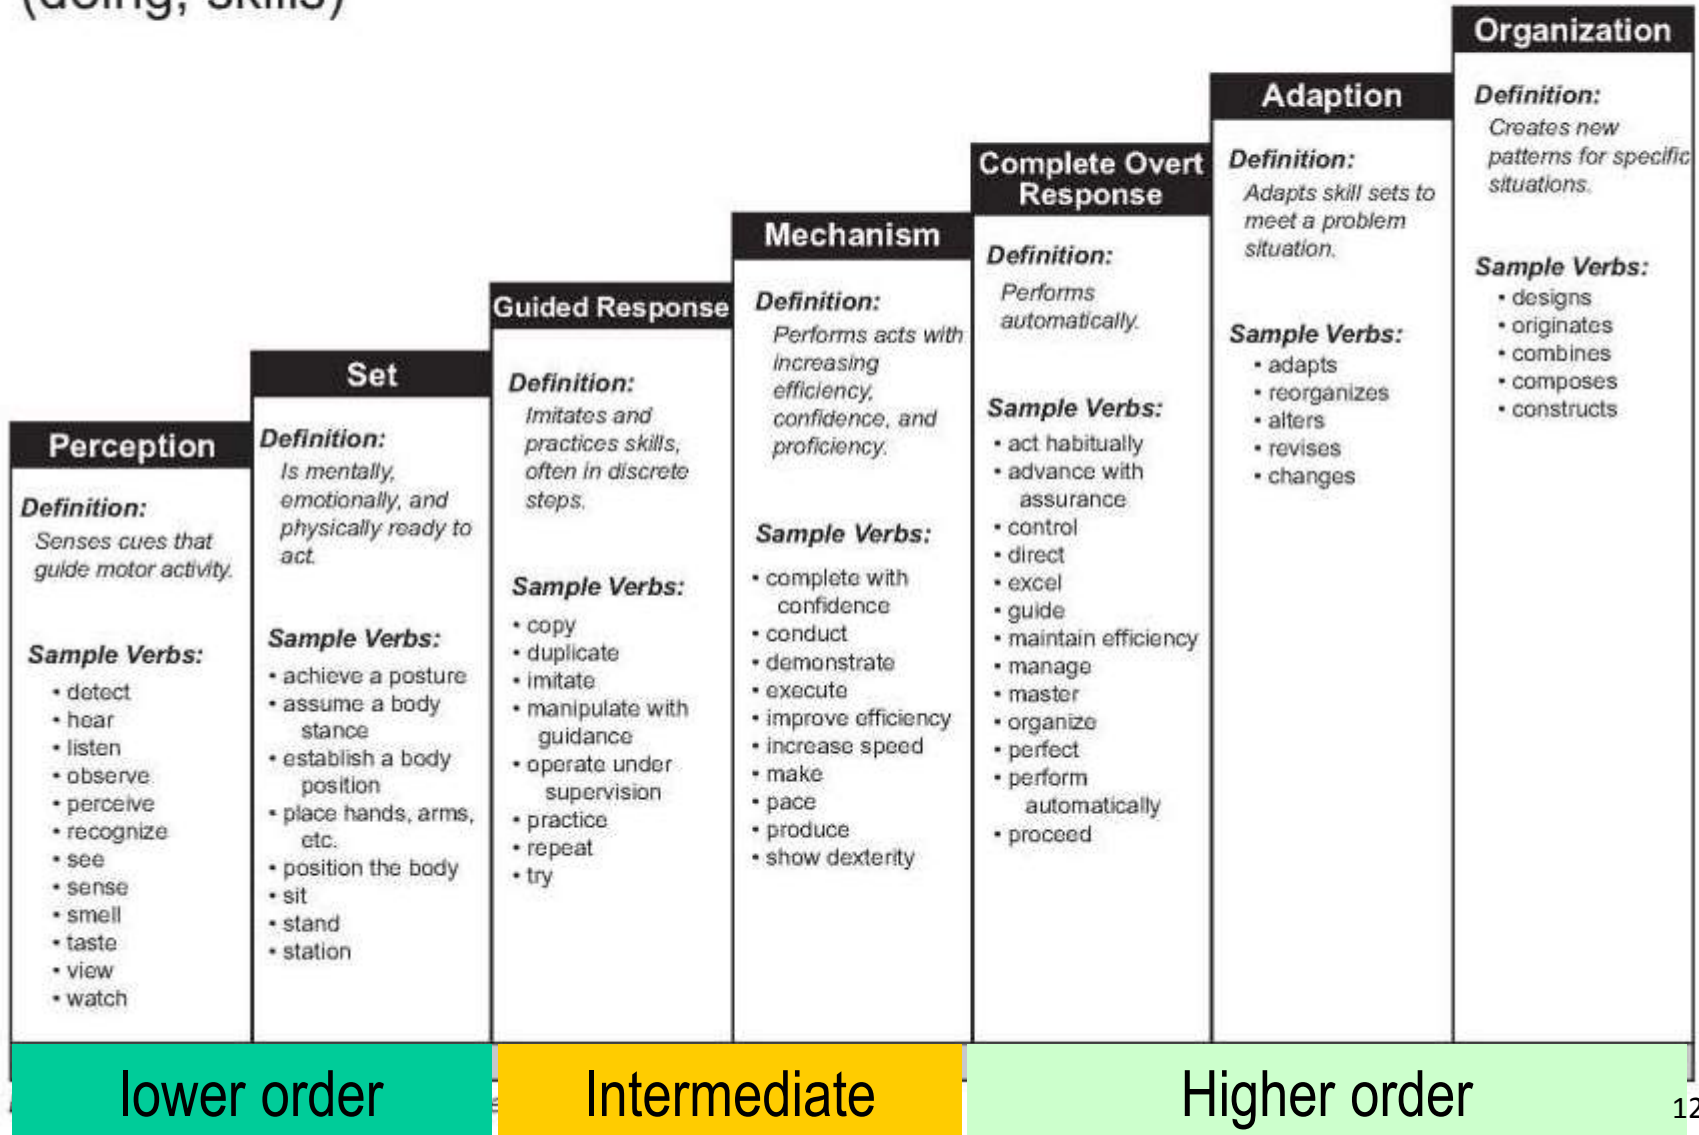 (doing, skills)
Perception
Definition:
Senses cues that
guide motor activity.
Sample Verbs:
• detect
• hear
• listen
• observe
• perceive
• recognize
• see
• sense
• smell
• taste
• view
• watch
Set
Definition:
Is mentally,
emotionally, and
physically ready to
act.
Sample Verbs:
• achieve a posture
• assume a body
stance
• establish a body
position
• place hands, arms,
etc.
• position the body
• sit
• stand
• station
Guided Response
Definition:
Imitates and
practices skills,
often in discrete
steps.
Sample Verbs:
• copy
• duplicate
• imitate
• manipulate with
guidance
• operate under
supervision
• practice
• repeat
• try
Mechanism
Definition:
Performs acts with
increasing
efficiency,
confidence, and
proficiency.
Sample Verbs:
• complete with
confidence
• conduct
• demonstrate
• execute
• improve efficiency
• increase speed
• make
• pace
• produce
• show dexterity
Complete Overt
Response
Definition:
Performs
automatically.
Sample Verbs:
• act habitually
• advance with
assurance
• control
• direct
• excel
• guide
• maintain efficiency
• manage
• master
• organize
• perfect
• perform
automatically
• proceed
Adaption
Definition:
Adapts skill sets to
meet a problem
situation.
Sample Verbs:
• adapts
• reorganizes
• alters
• revises
• changes
Organization
Definition:
Creates new
patterns for specific
situations.
Sample Verbs:
• designs
• originates
• combines
• composes
• constructs
lower order
Intermediate
Higher order
12